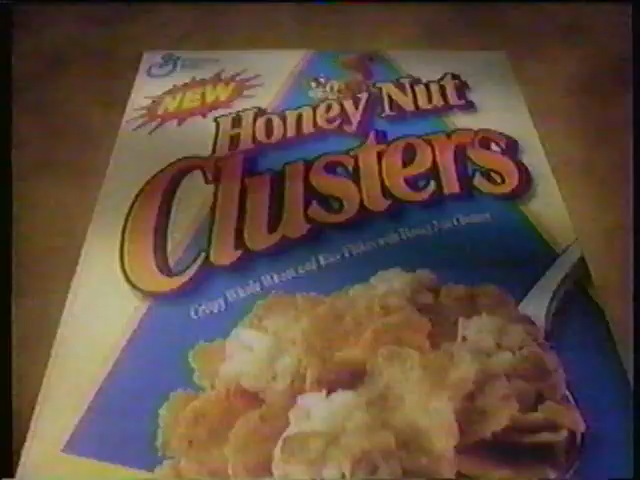 G
NEW
Honey Nut
Clusters
Crispy Whole Wheat and Rice Flakes with Honey Nut Clusters